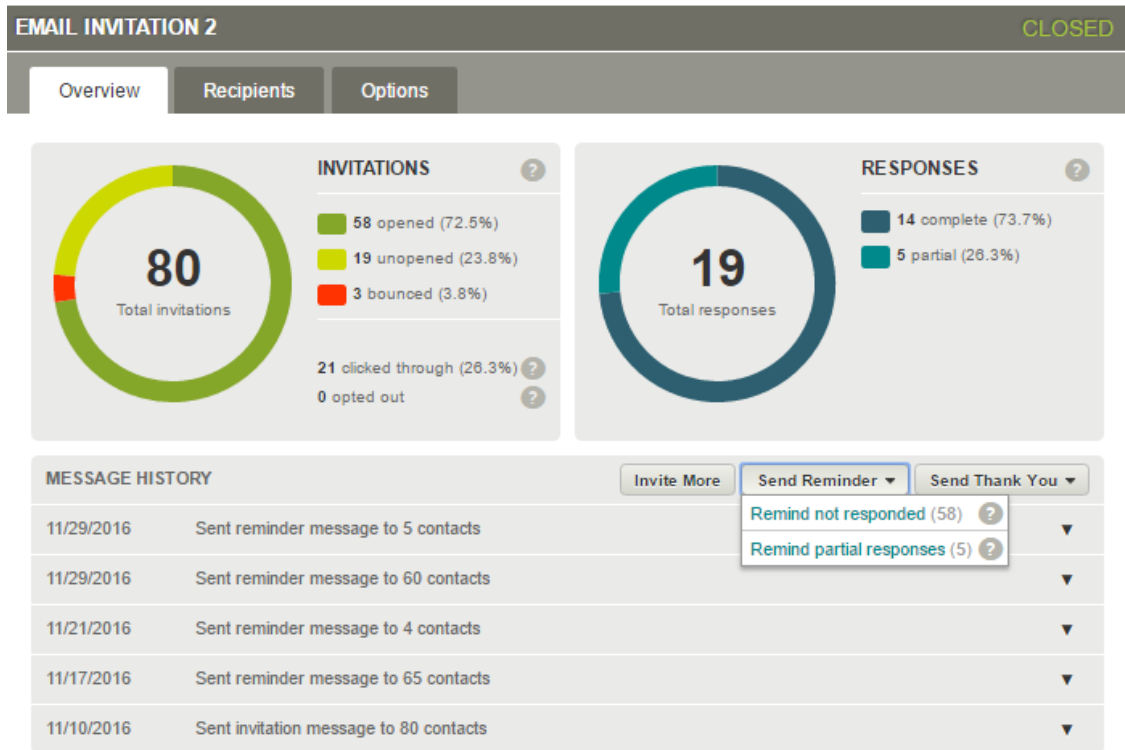 EMAIL INVITATION 2
CLOSED
Overview
Recipients
Options
INVITATIONS
?
80
Total invitations
58 opened (72.5%)
19 unopened (23.8%)
3 bounced (3.8%)
21 clicked through (26.3%) ?
0 opted out ?
RESPONSES
?
19
Total responses
14 complete (73.7%)
5 partial (26.3%)
MESSAGE HISTORY
Invite More
Send Reminder
Send Thank You
Remind not responded (58) ?
Remind partial responses (5) ?
11/29/2016 Sent reminder message to 5 contacts
11/29/2016 Sent reminder message to 60 contacts
11/21/2016 Sent reminder message to 4 contacts
11/17/2016 Sent reminder message to 65 contacts
11/10/2016 Sent invitation message to 80 contacts